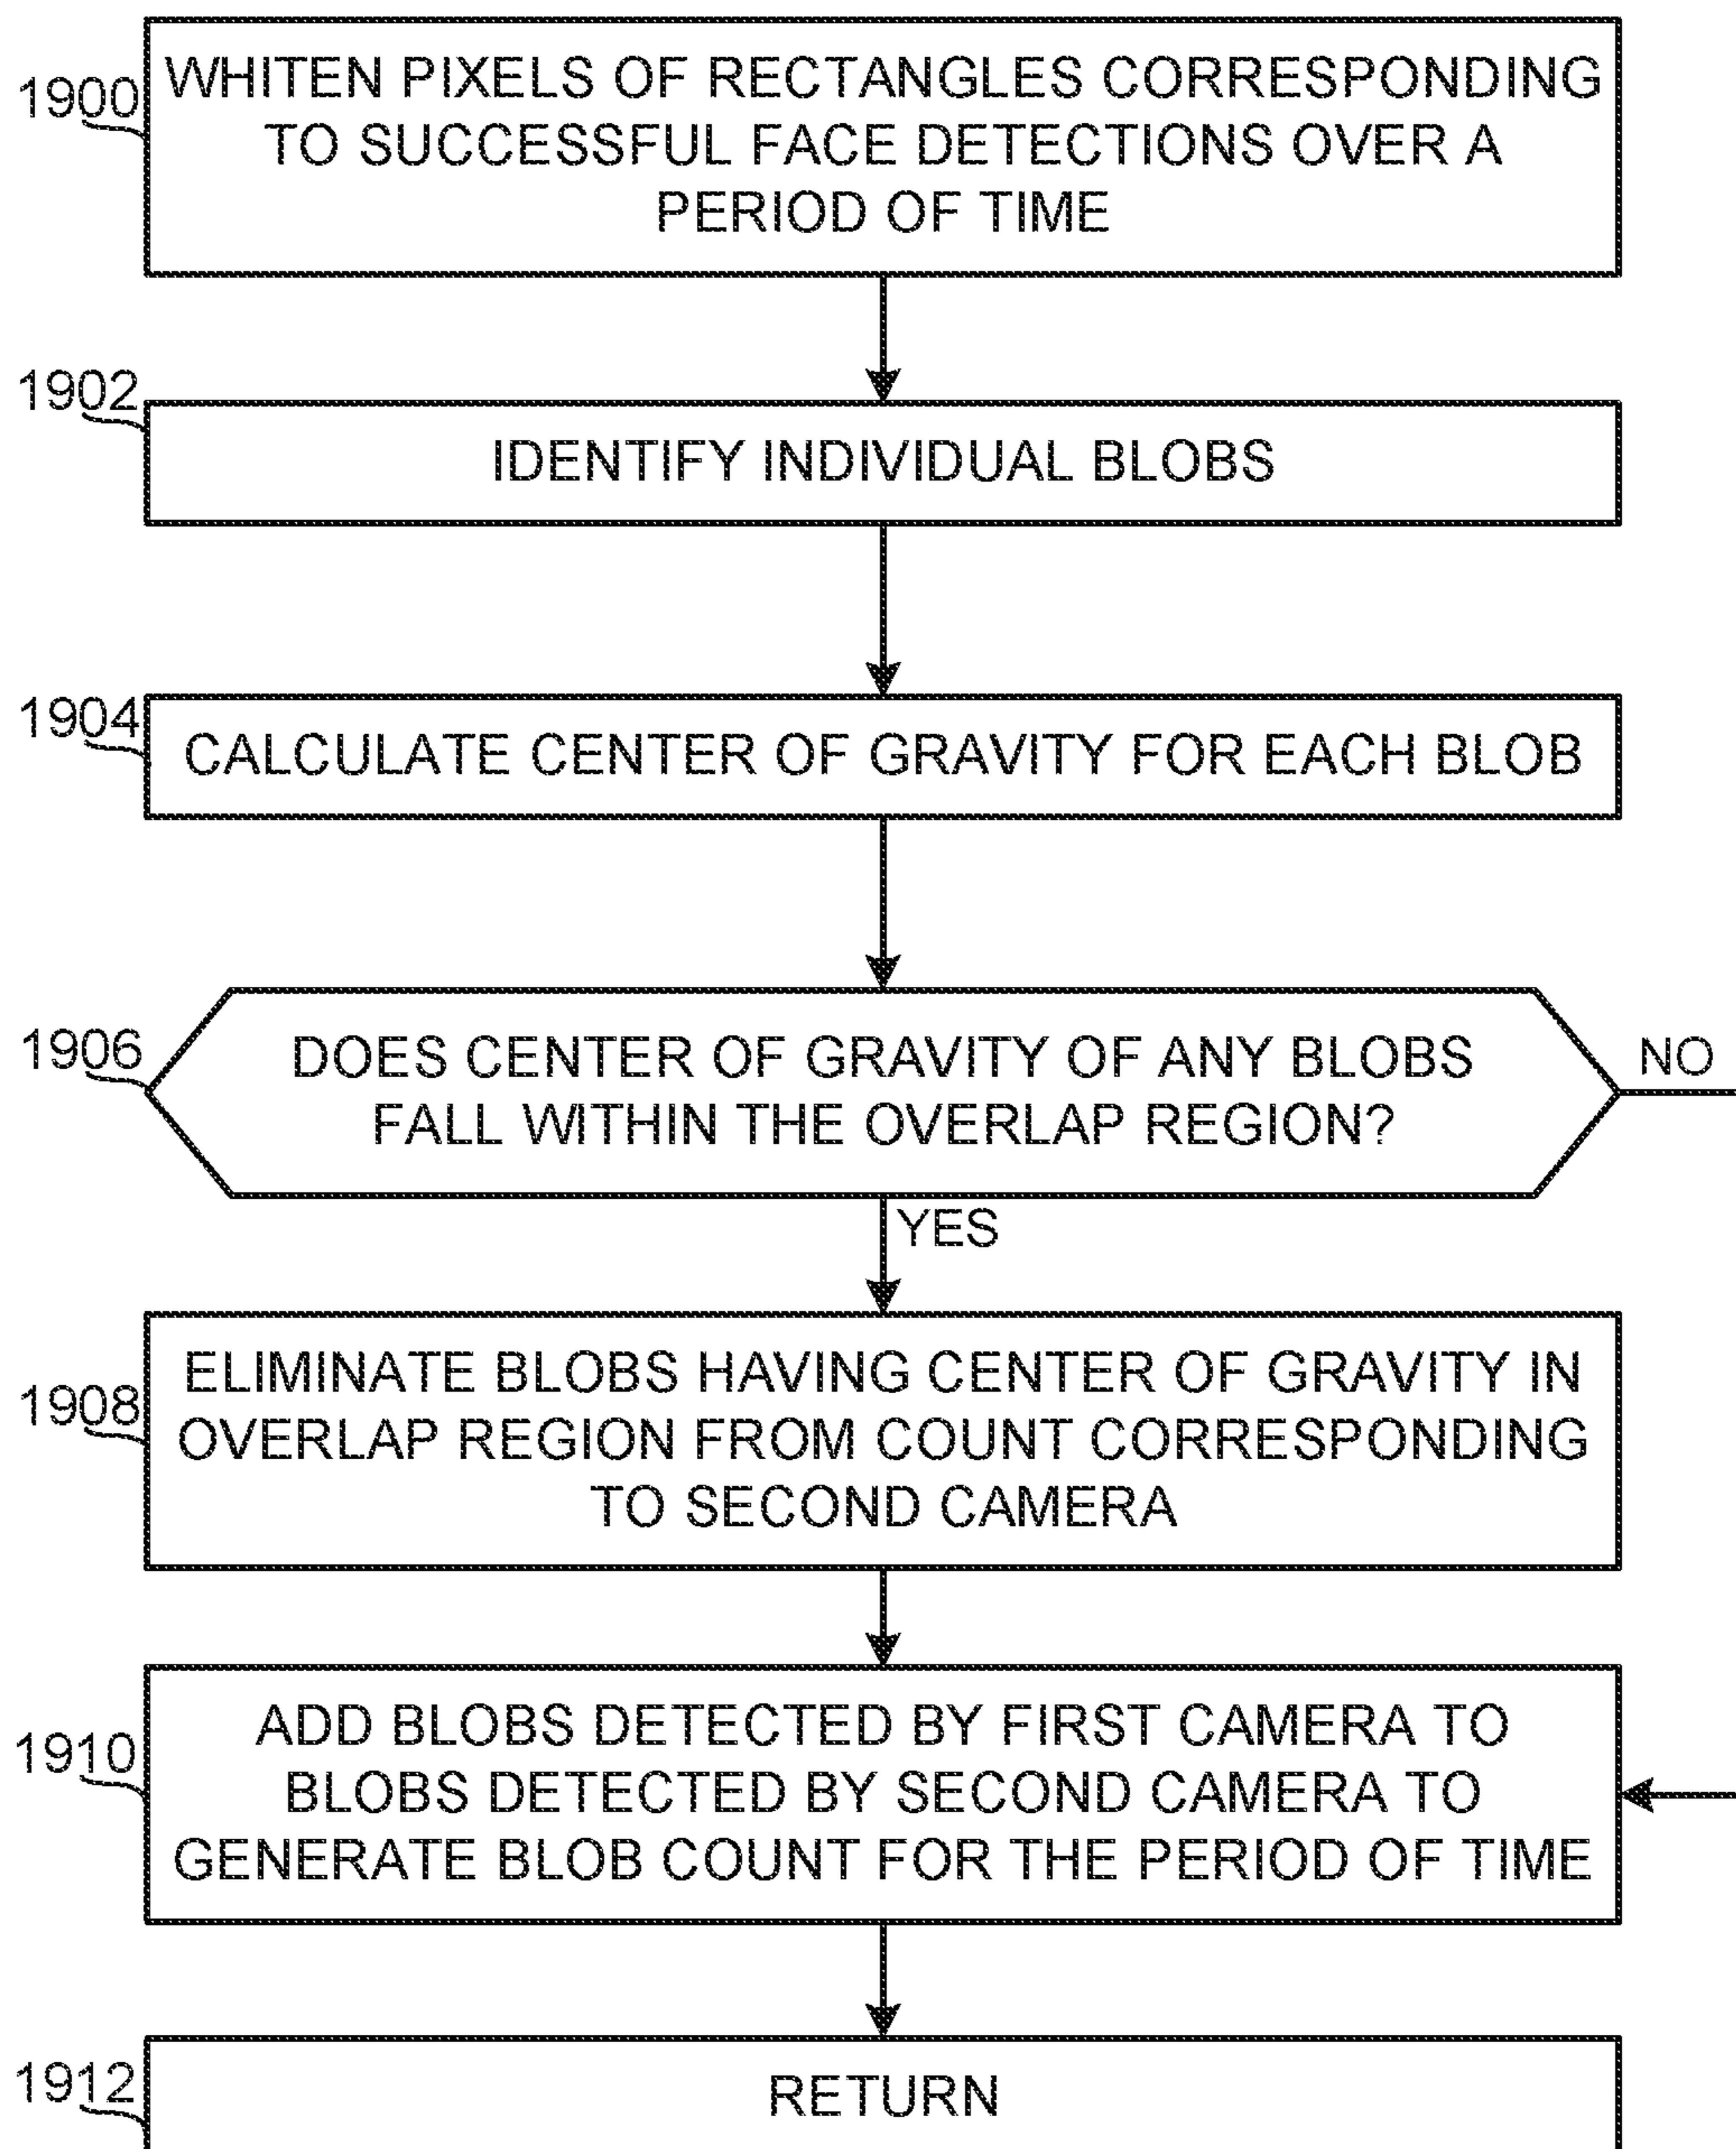 1900
WHITEN PIXELS OF RECTANGLES CORRESPONDING
TO SUCCESSFUL FACE DETECTIONS OVER A
PERIOD OF TIME
1902
IDENTIFY INDIVIDUAL BLOBS
1904
CALCULATE CENTER OF GRAVITY FOR EACH BLOB
1906
DOES CENTER OF GRAVITY OF ANY BLOBS
FALL WITHIN THE OVERLAP REGION?
NO
YES
1908
ELIMINATE BLOBS HAVING CENTER OF GRAVITY IN
OVERLAP REGION FROM COUNT CORRESPONDING
TO SECOND CAMERA
1910
ADD BLOBS DETECTED BY FIRST CAMERA TO
BLOBS DETECTED BY SECOND CAMERA TO
GENERATE BLOB COUNT FOR THE PERIOD OF TIME
1912
RETURN